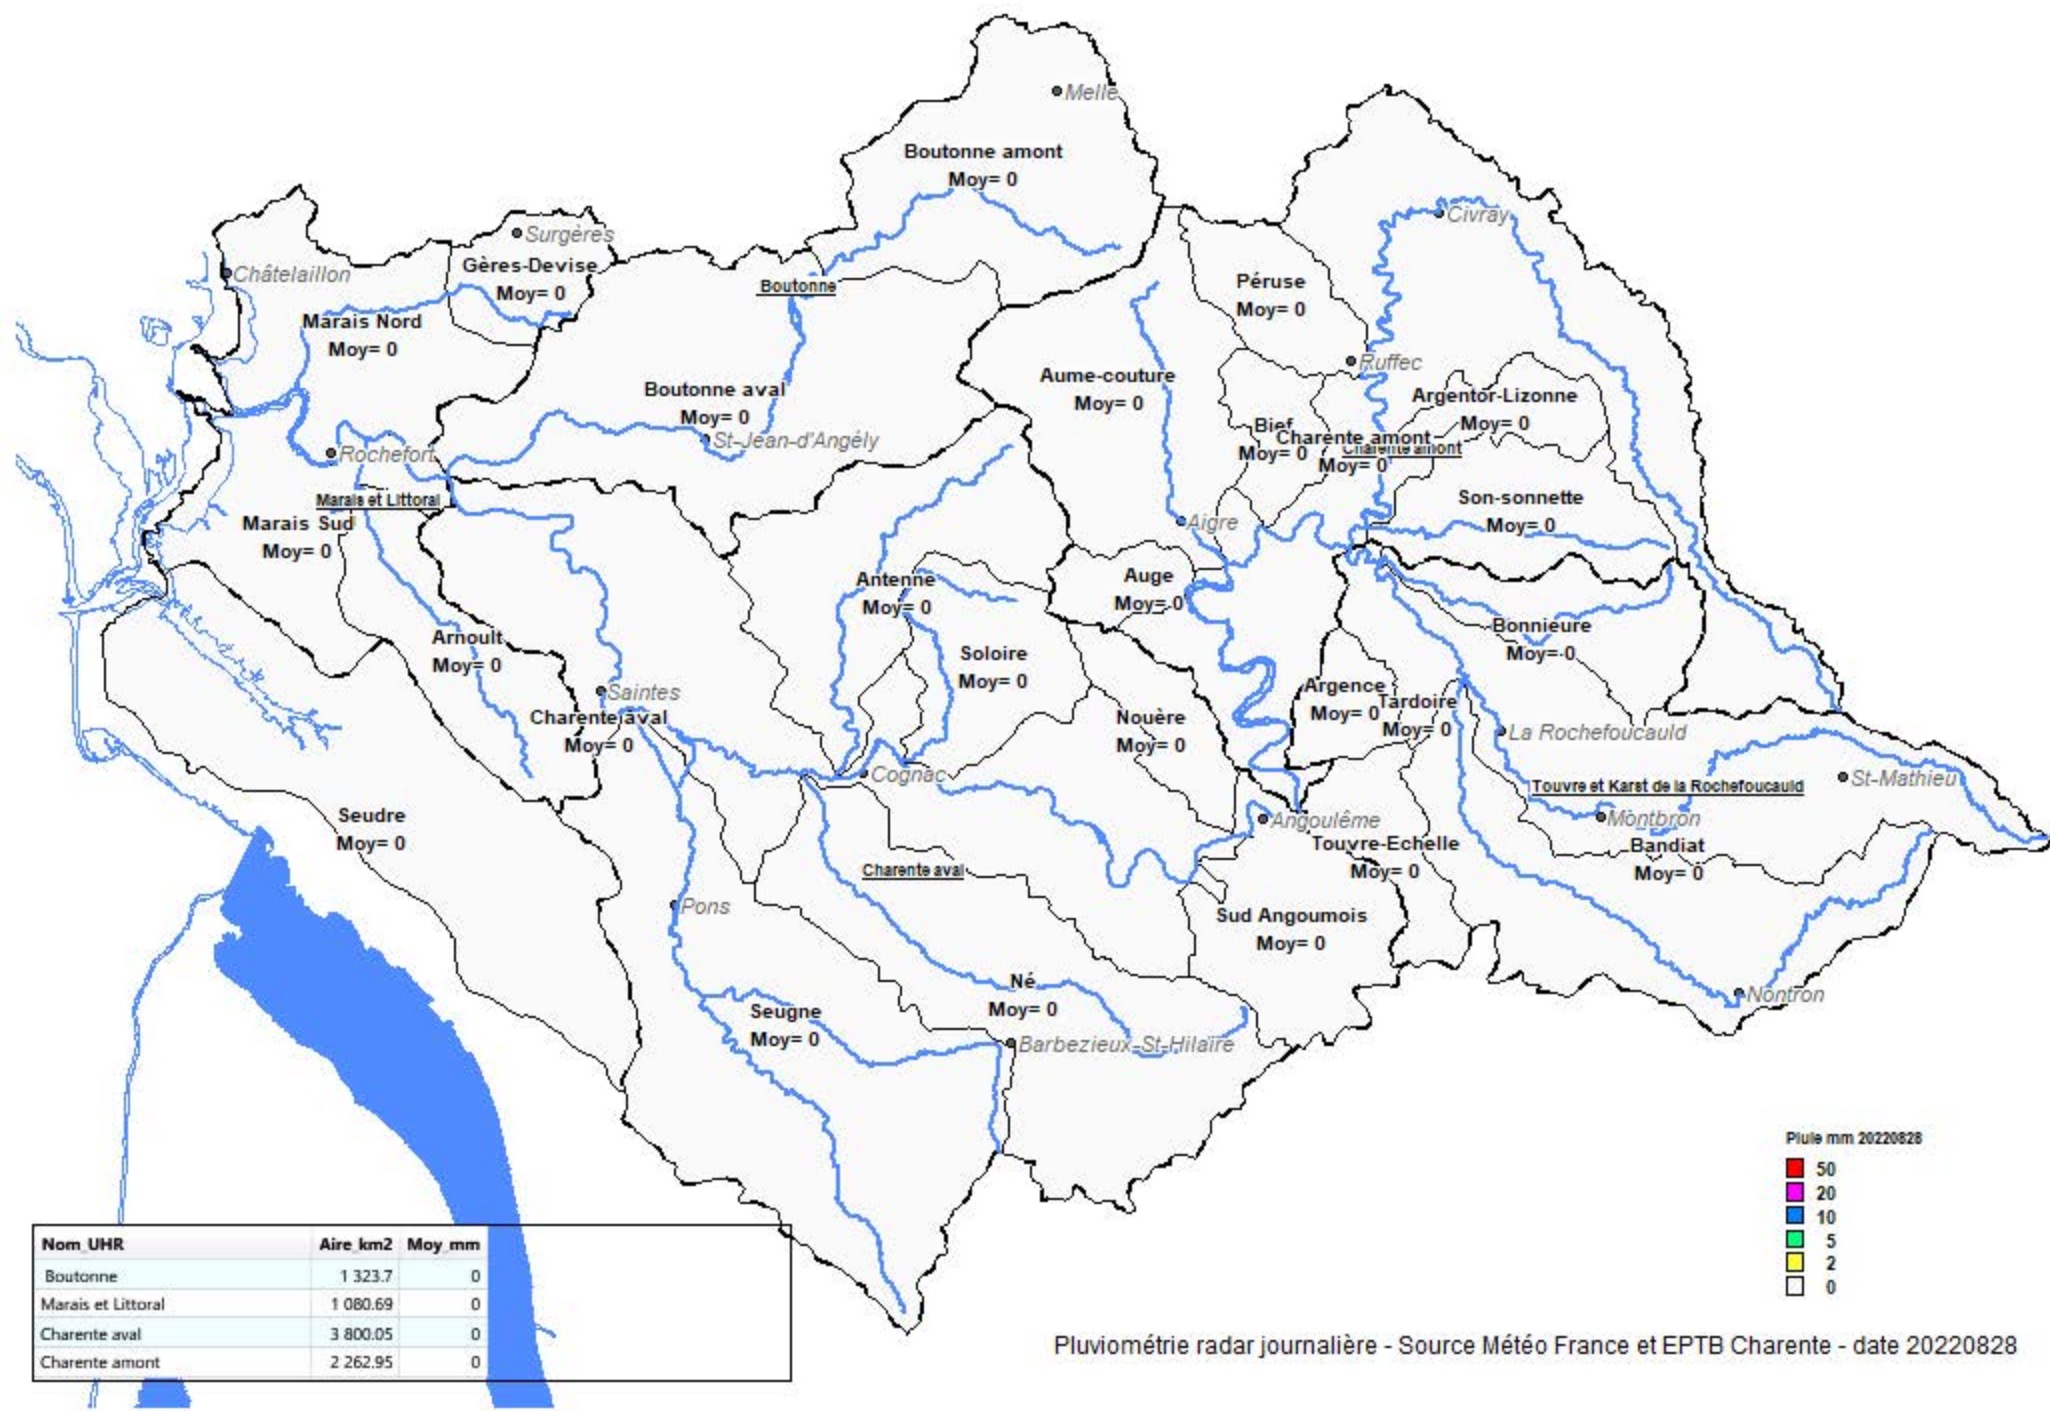 Melle
Boutonne amont
Moy= 0
Civray
Surgères
Châtelaillon
Gères-Devise
Moy= 0
Boutonne
Péruse
Moy= 0
Marais Nord
Moy= 0
Ruffec
Aume-couture
Moy= 0
Boutonne aval
Moy= 0
Argentor-Lizonne
Moy= 0
St-Jean-d'Angély
Bief
Moy= 0
Charente amont
Moy= 0
Charente amont
Rochefort
Marais et Littoral
Son-sonnette
Moy= 0
Marais Sud
Moy= 0
Aigre
Antenne
Moy= 0
Auge
Moy= 0
Arnoult
Moy= 0
Soloire
Moy= 0
Bonnieure
Moy= 0
Saintes
Charente aval
Moy= 0
Nouère
Moy= 0
Argence
Moy= 0
Tardoire
Moy= 0
La Rochefoucauld
Cognac
Touvre et Karst de la Rochefoucauld
St-Mathieu
Seudre
Moy= 0
Angoulême
Montbron
Touvre-Echelle
Moy= 0
Bandiat
Moy= 0
Charente aval
Pons
Sud Angoumois
Moy= 0
Né
Moy= 0
Nontron
Seugne
Moy= 0
Barbezieux-St-Hilaire
Pluie mm 20220828
50
20
10
5
2
0
Nom_UHR Aire_km2 Moy_mm
Boutonne 1 323.7 0
Marais et Littoral 1 080.69 0
Charente aval 3 800.05 0
Charente amont 2 262.95 0
Pluviométrie radar journalière - Source Météo France et EPTB Charente - date 20220828